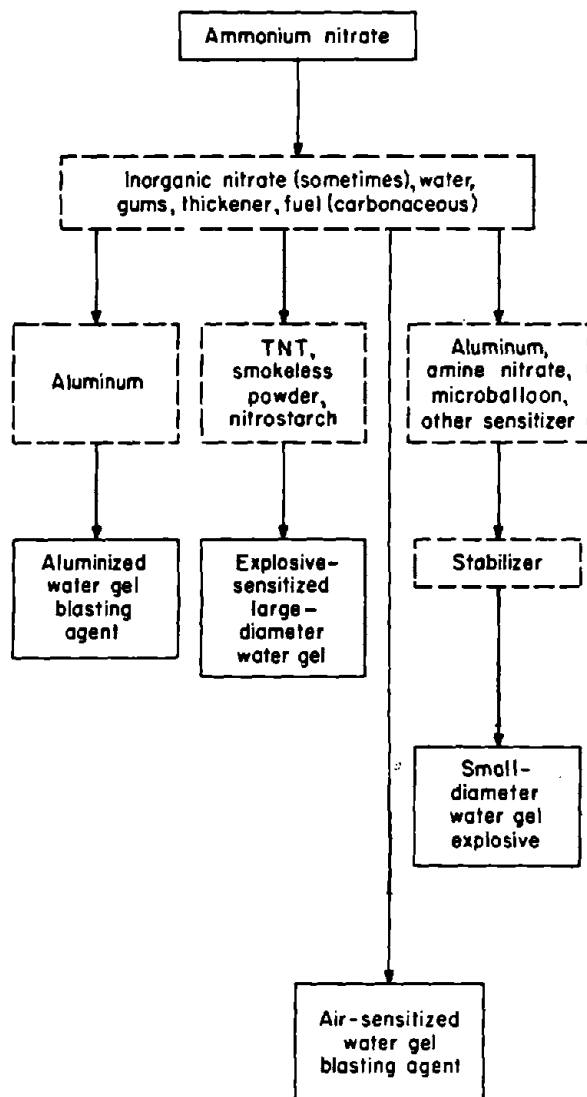 Ammonium nitrate
Inorganic nitrate (sometimes), water,
gums, thickener, fuel (carbonaceous)
Aluminum
TNT,
smokeless
powder,
nitrostarch
Aluminum,
amine nitrate,
microballoon,
other sensitizer
Aluminized
water gel
blasting
agent
Explosive-
sensitized
large-
diameter
water gel
Stabilizer
Small-
diameter
water gel
explosive
Air-sensitized
water gel
blasting agent